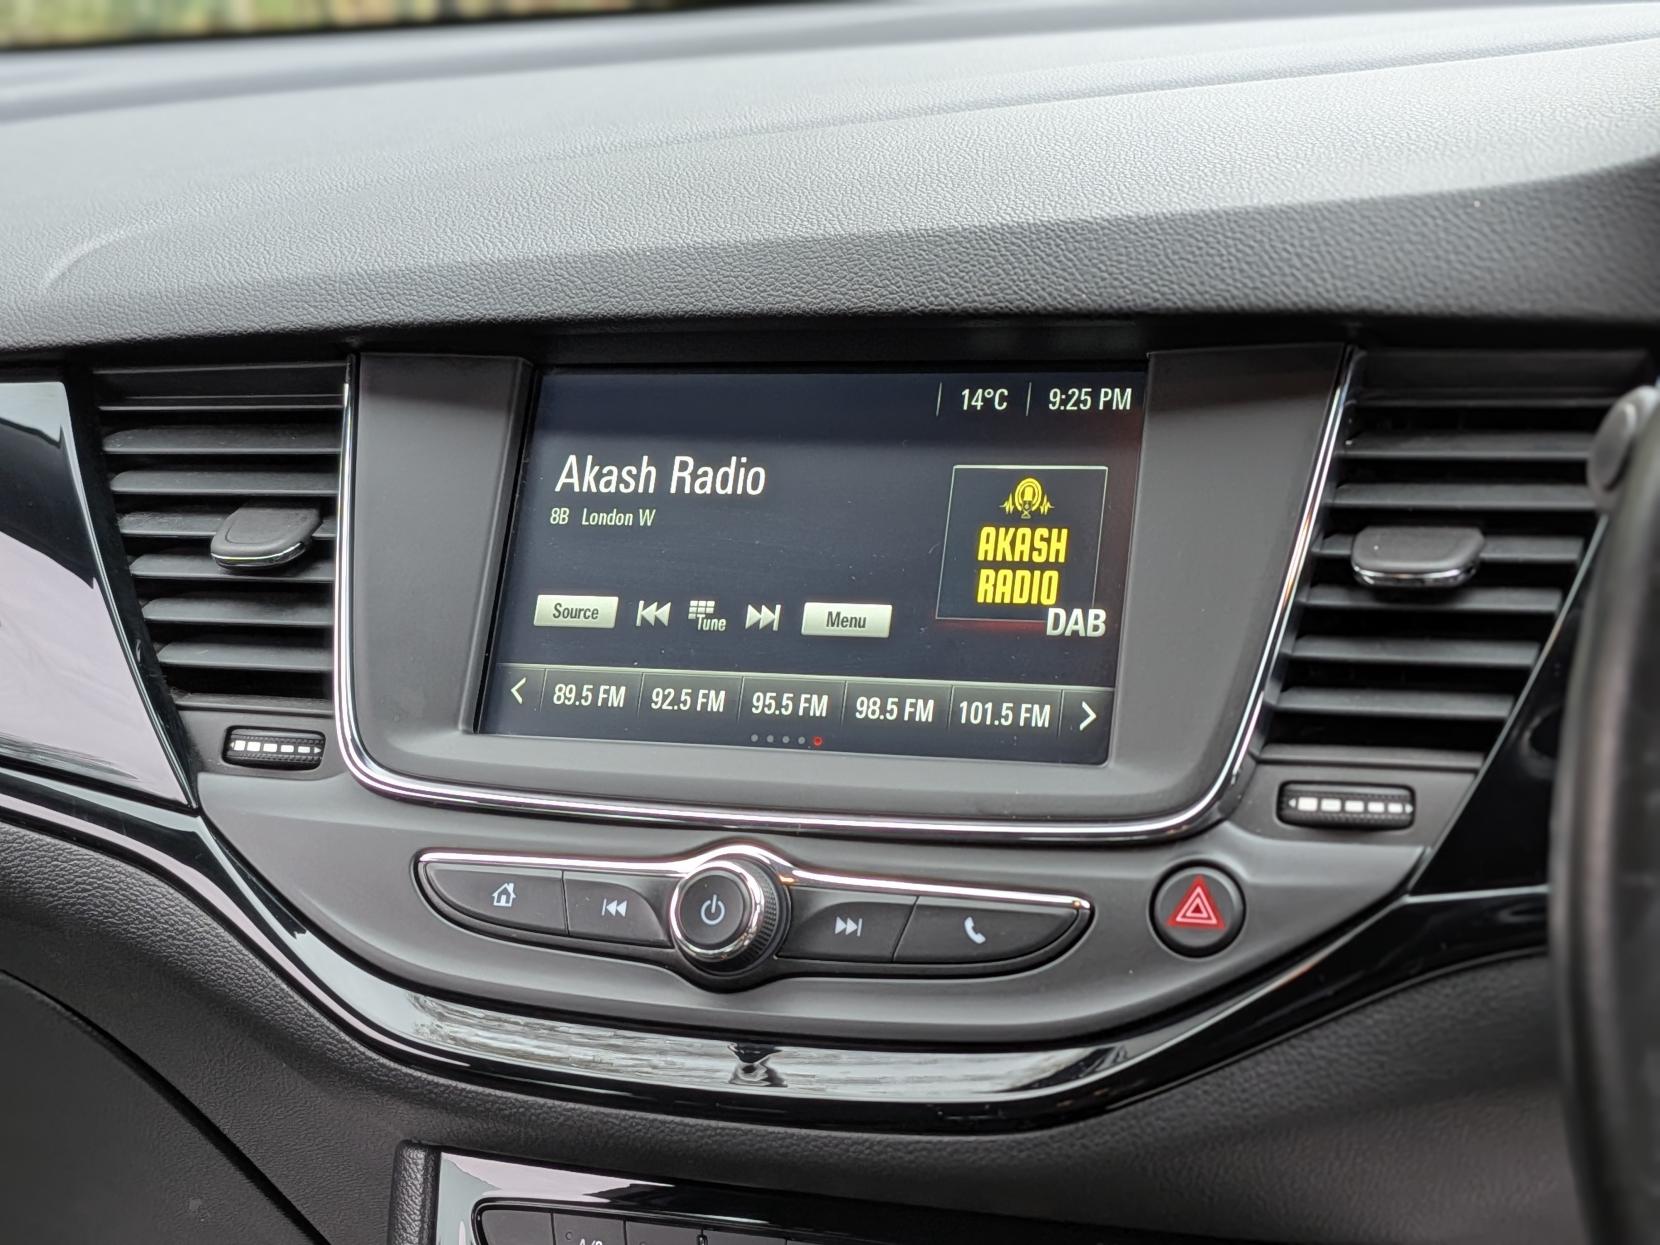 14°C 9:25 PM
Akash Radio
8B London W
AKASH
RADIO
DAB
Source Tune Menu
89.5 FM 92.5 FM 95.5 FM 98.5 FM 101.5 FM